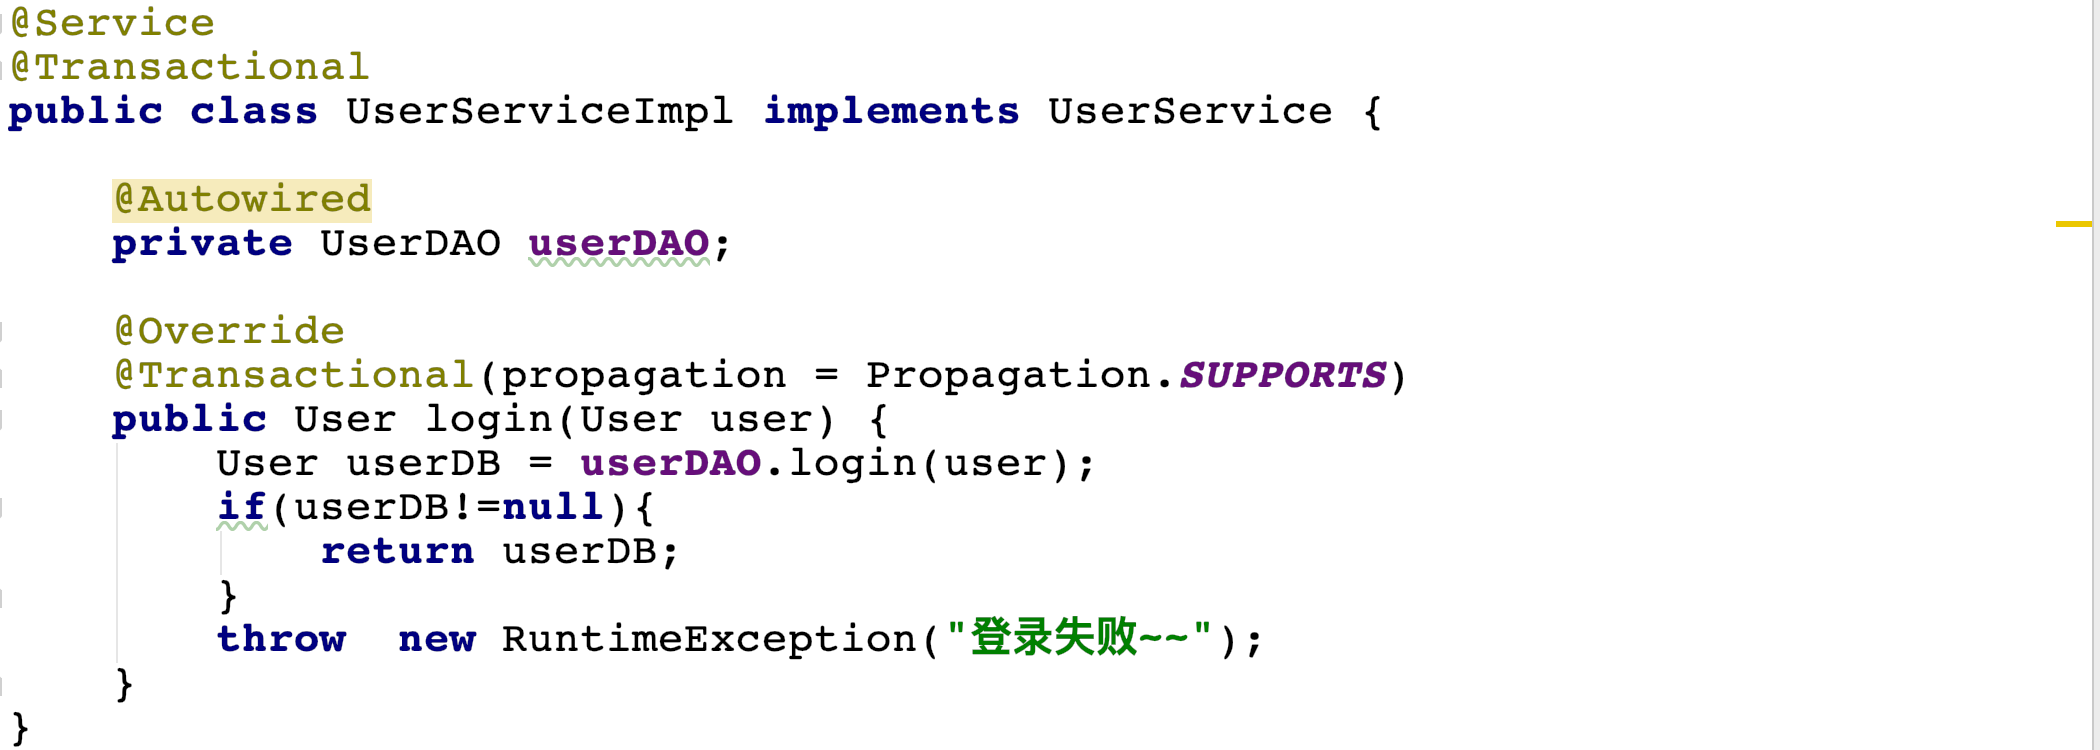 @Service
@Transactional
public class UserServiceImpl implements UserService {
@Autowired
private UserDAO userDAO;
@Override
@Transactional(propagation = Propagation.SUPPORTS)
public User login(User user) {
User userDB = userDAO.login(user);
if(userDB!=null){
return userDB;
}
throw  new RuntimeException("登录失败~~");
}
}